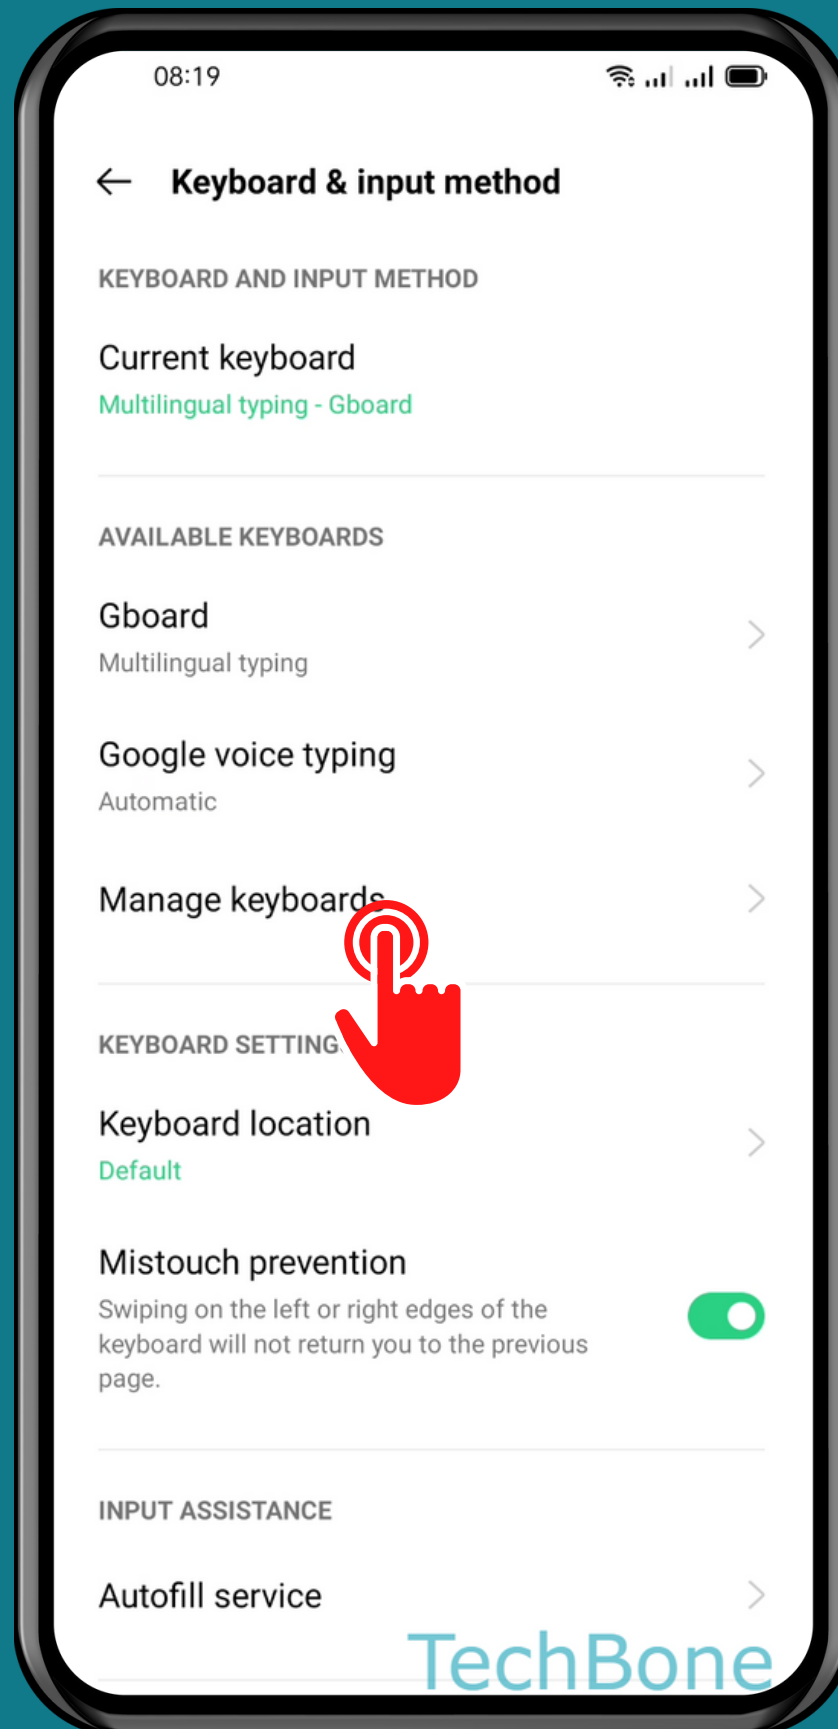 08:19
Keyboard & input method
KEYBOARD AND INPUT METHOD
Current keyboard
Multilingual typing - Gboard
AVAILABLE KEYBOARDS
Gboard
Multilingual typing
Google voice typing
Automatic
Manage keyboards
KEYBOARD SETTINGS
Keyboard location
Default
Mistouch prevention
Swiping on the left or right edges of the
keyboard will not return you to the previous
page.
INPUT ASSISTANCE
Autofill service
TechBone